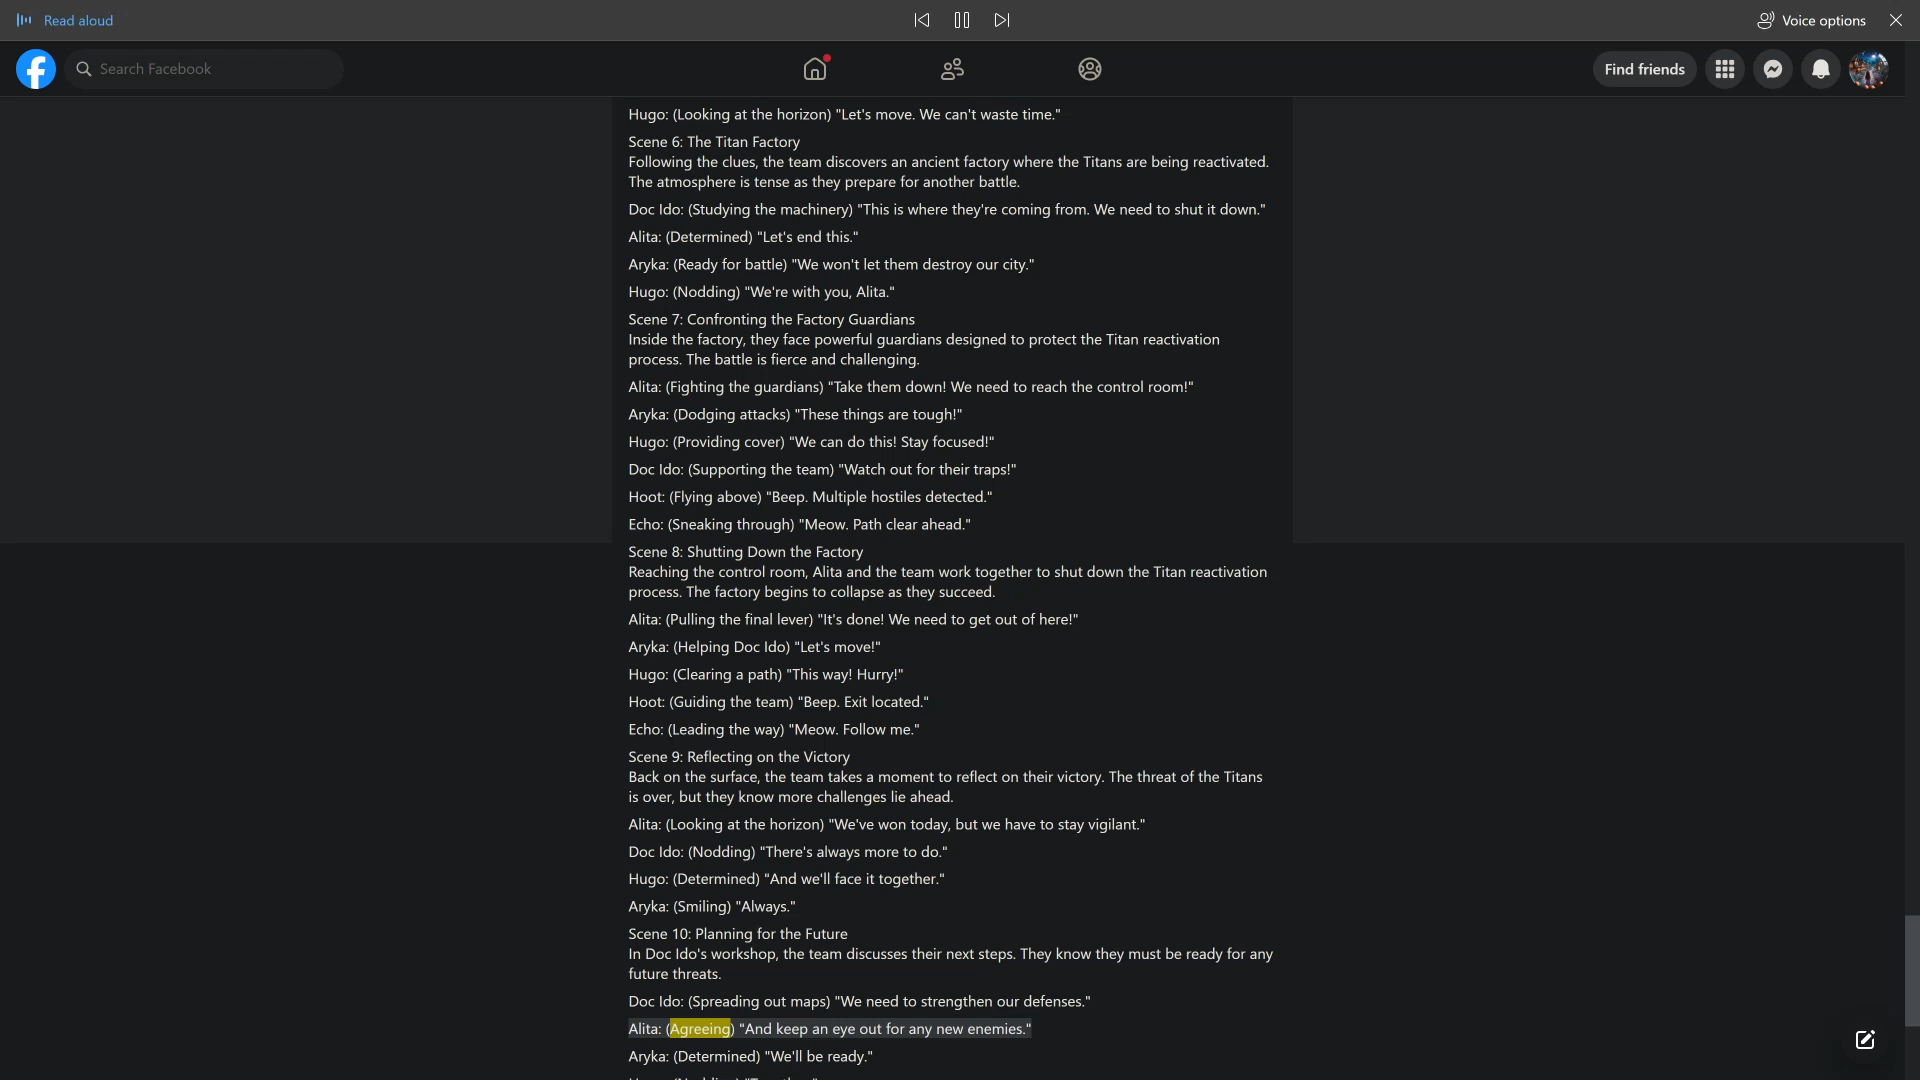 Read aloud
Voice options
Search Facebook
Find friends
Hugo: (Looking at the horizon) "Let's move. We can't waste time."
Scene 6: The Titan Factory
Following the clues, the team discovers an ancient factory where the Titans are being reactivated.
The atmosphere is tense as they prepare for another battle.
Doc Ido: (Studying the machinery) "This is where they're coming from. We need to shut it down."
Alita: (Determined) "Let's end this."
Aryka: (Ready for battle) "We won't let them destroy our city."
Hugo: (Nodding) "We're with you, Alita."
Scene 7: Confronting the Factory Guardians
Inside the factory, they face powerful guardians designed to protect the Titan reactivation
process. The battle is fierce and challenging.
Alita: (Fighting the guardians) "Take them down! We need to reach the control room!"
Aryka: (Dodging attacks) "These things are tough!"
Hugo: (Providing cover) "We can do this! Stay focused!"
Doc Ido: (Supporting the team) "Watch out for their traps!"
Hoot: (Flying above) "Beep. Multiple hostiles detected."
Echo: (Sneaking through) "Meow. Path clear ahead."
Scene 8: Shutting Down the Factory
Reaching the control room, Alita and the team work together to shut down the Titan reactivation
process. The factory begins to collapse as they succeed.
Alita: (Pulling the final lever) "It's done! We need to get out of here!"
Aryka: (Helping Doc Ido) "Let's move!"
Hugo: (Clearing a path) "This way! Hurry!"
Hoot: (Guiding the team) "Beep. Exit located."
Echo: (Leading the way) "Meow. Follow me."
Scene 9: Reflecting on the Victory
Back on the surface, the team takes a moment to reflect on their victory. The threat of the Titans
is over, but they know more challenges lie ahead.
Alita: (Looking at the horizon) "We've won today, but we have to stay vigilant."
Doc Ido: (Nodding) "There's always more to do."
Hugo: (Determined) "And we'll face it together."
Aryka: (Smiling) "Always."
Scene 10: Planning for the Future
In Doc Ido's workshop, the team discusses their next steps. They know they must be ready for any
future threats.
Doc Ido: (Spreading out maps) "We need to strengthen our defenses."
Alita: (Agreeing) "And keep an eye out for any new enemies."
Aryka: (Determined) "We'll be ready."